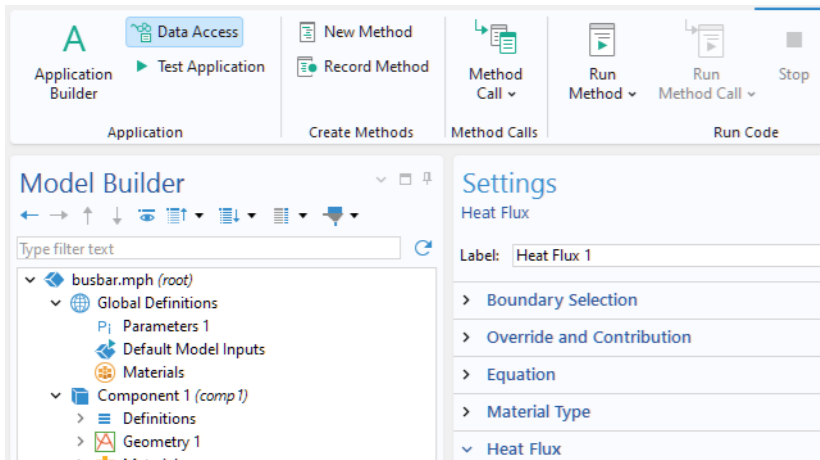 Application
Builder
Data Access
Test Application
Application
New Method
Record Method
Create Methods
Method
Call
Method Calls
Run
Method
Run
Method Call
Stop
Run Code
Model Builder
Type filter text
busbar.mph (root)
Global Definitions
Pi Parameters 1
Default Model Inputs
Materials
Component 1 (comp1)
Definitions
Geometry 1
Settings
Heat Flux
Label: Heat Flux 1
Boundary Selection
Override and Contribution
Equation
Material Type
Heat Flux